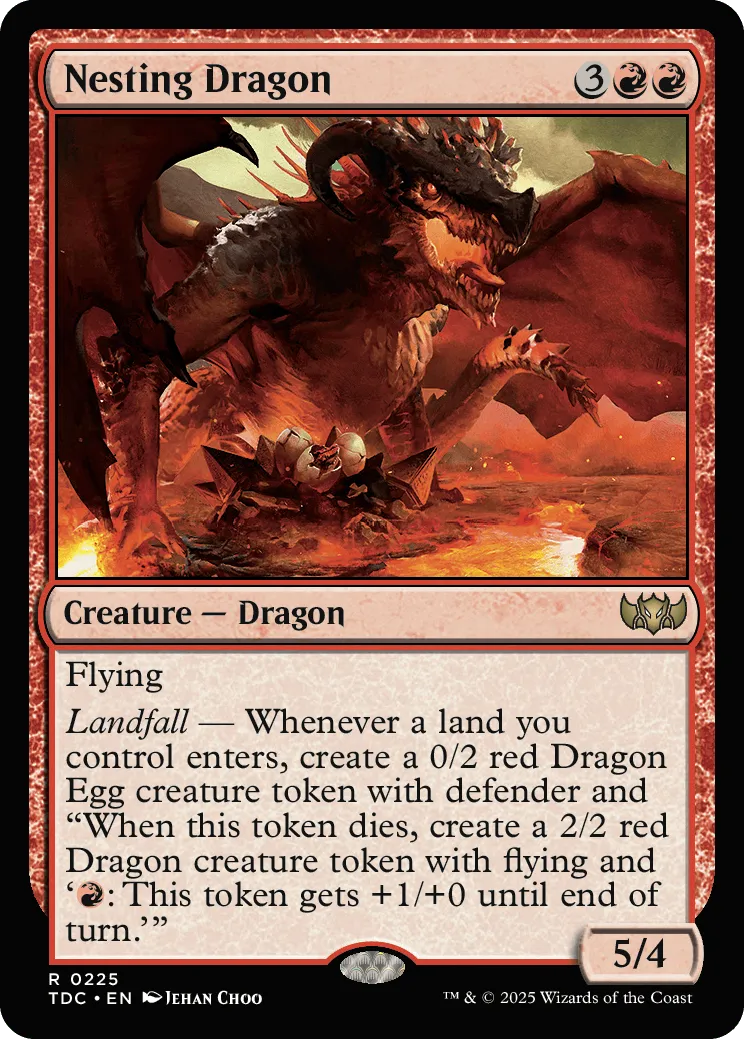 Nesting Dragon 3
Creature — Dragon
Flying
Landfall — Whenever a land you
control enters, create a 0/2 red Dragon
Egg creature token with defender and
“When this token dies, create a 2/2 red
Dragon creature token with flying and
‘: This token gets +1/+0 until end of
turn.’”
5/4
R 0225
TDC • EN Jehan Choo
™ & © 2025 Wizards of the Coast